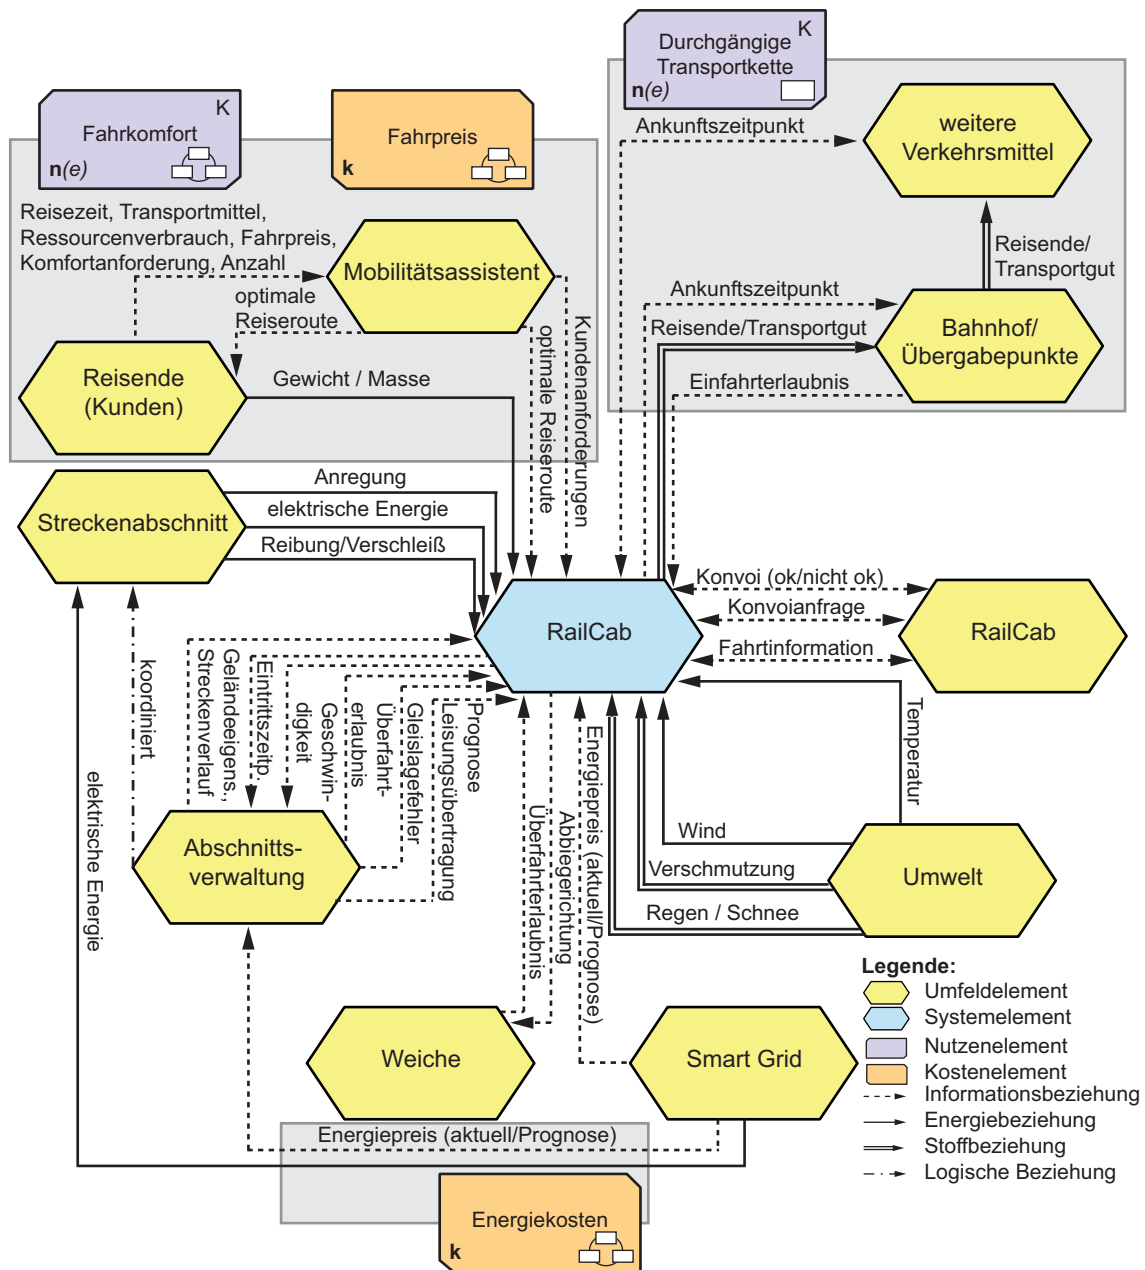 K
Fahrkomfort
n(e)
Fahrpreis
k
Durchgängige
Transportkette
K
n(e)
Reisezeit, Transportmittel,
Ressourcenverbrauch, Fahrpreis,
Komfortanforderung, Anzahl
Mobilitätsassistent
optimale
Reiseroute
Reisende
(Kunden)
Gewicht / Masse
optimale Reiseroute
Kundenanforderungen
Ankunftszeitpunkt
weitere
Verkehrsmittel
Reisende/
Transportgut
Ankunftszeitpunkt
Reisende/Transportgut
Bahnhof/
Übergabepunkte
Einfahrterlaubnis
Streckenabschnitt
Anregung
elektrische Energie
Reibung/Verschleiß
RailCab
Konvoi (ok/nicht ok)
Konvoianfrage
Fahrtinformation
RailCab
koordiniert
Streckenverlauf
Geländeeigens.,
Eintrittszeitp.
Geschwin-
digkeit
Überfahrt-
erlaubnis
Gleislagefehler
Leisungsübertragung
Prognose
Überfahrterlaubnis
Abbiegerichtung
Energiepreis (aktuell/Prognose)
Temperatur
Wind
Verschmutzung
Regen / Schnee
Umwelt
elektrische Energie
Abschnitts-
verwaltung
Weiche
Smart Grid
Energiepreis (aktuell/Prognose)
Energiekosten
k
Legende:
Umfeldelement
Systemelement
Nutzenelement
Kostenelement
Informationsbeziehung
Energiebeziehung
Stoffbeziehung
Logische Beziehung